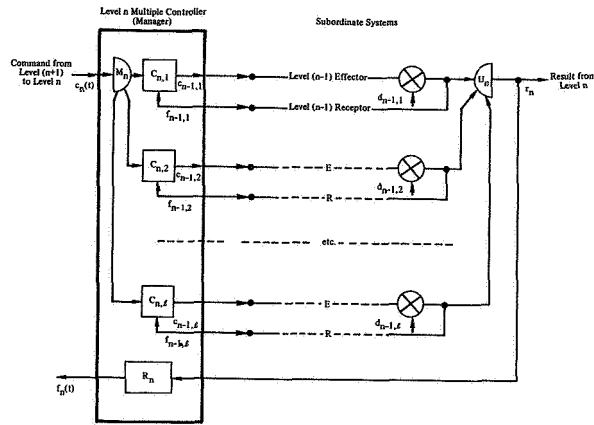 Level n Multiple Controller
(Manager)
Subordinate Systems
Command from
Level (n+1)
to Level n
c_n(t)
M_n
C_n,1
c_n-1,1
f_n-1,1
Level (n-1) Effector
Level (n-1) Receptor
d_n-1,1
U_n
r_n
Result from
Level n
C_n,2
c_n-1,2
f_n-1,2
E
R
d_n-1,2
etc.
C_n,ℓ
c_n-1,ℓ
f_n-1,ℓ
E
R
d_n-1,ℓ
R_n
f_n(t)